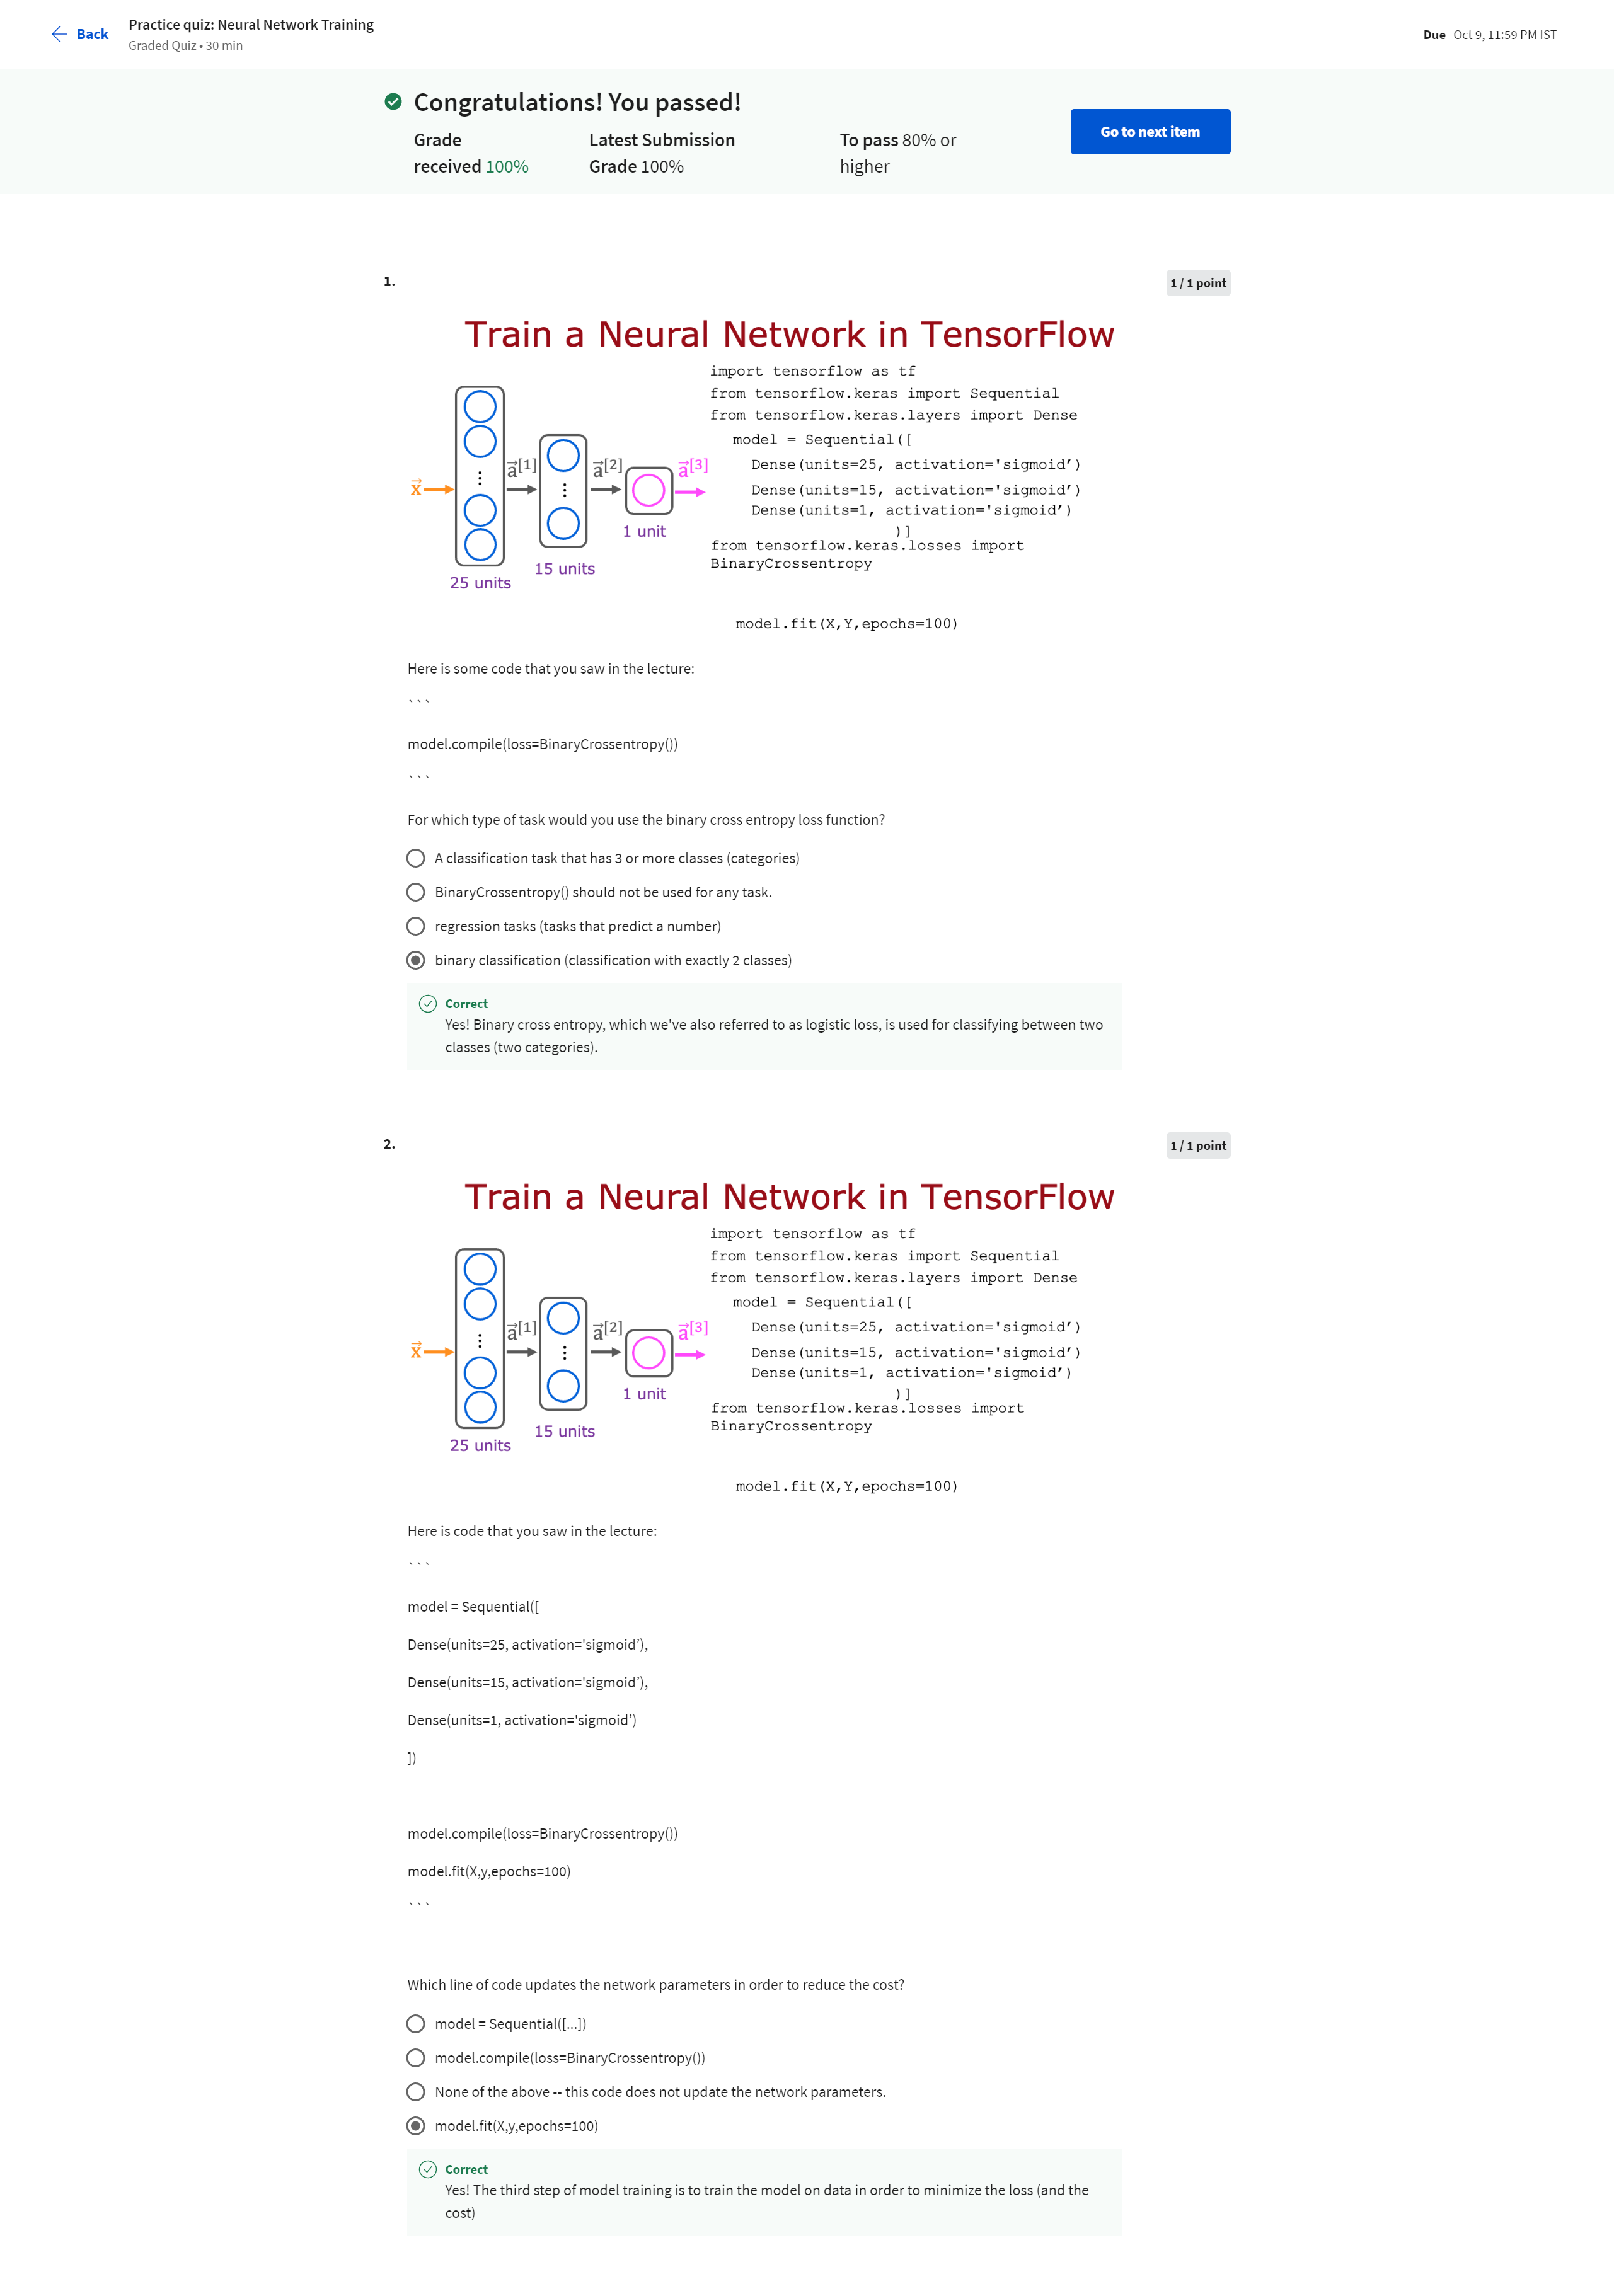 Back
Practice quiz: Neural Network Training
Graded Quiz • 30 min
Due Oct 9, 11:59 PM IST
Congratulations! You passed!
Grade
received 100%
Latest Submission
Grade 100%
To pass 80% or
higher
Go to next item
1.
1 / 1 point
Train a Neural Network in TensorFlow
import tensorflow as tf
from tensorflow.keras import Sequential
from tensorflow.keras.layers import Dense
model = Sequential([
Dense(units=25, activation='sigmoid’)
Dense(units=15, activation='sigmoid’)
Dense(units=1, activation='sigmoid’)
)]
from tensorflow.keras.losses import
BinaryCrossentropy
model.fit(X,Y,epochs=100)
x⃗
a⃗[1]
a⃗[2]
a⃗[3]
25 units
15 units
1 unit
Here is some code that you saw in the lecture:
```
model.compile(loss=BinaryCrossentropy())
```
For which type of task would you use the binary cross entropy loss function?
A classification task that has 3 or more classes (categories)
BinaryCrossentropy() should not be used for any task.
regression tasks (tasks that predict a number)
binary classification (classification with exactly 2 classes)
Correct
Yes! Binary cross entropy, which we've also referred to as logistic loss, is used for classifying between two
classes (two categories).
2.
1 / 1 point
Train a Neural Network in TensorFlow
import tensorflow as tf
from tensorflow.keras import Sequential
from tensorflow.keras.layers import Dense
model = Sequential([
Dense(units=25, activation='sigmoid’)
Dense(units=15, activation='sigmoid’)
Dense(units=1, activation='sigmoid’)
)]
from tensorflow.keras.losses import
BinaryCrossentropy
model.fit(X,Y,epochs=100)
x⃗
a⃗[1]
a⃗[2]
a⃗[3]
25 units
15 units
1 unit
Here is code that you saw in the lecture:
```
model = Sequential([
Dense(units=25, activation='sigmoid’),
Dense(units=15, activation='sigmoid’),
Dense(units=1, activation='sigmoid’)
])
model.compile(loss=BinaryCrossentropy())
model.fit(X,y,epochs=100)
```
Which line of code updates the network parameters in order to reduce the cost?
model = Sequential([...])
model.compile(loss=BinaryCrossentropy())
None of the above -- this code does not update the network parameters.
model.fit(X,y,epochs=100)
Correct
Yes! The third step of model training is to train the model on data in order to minimize the loss (and the
cost)